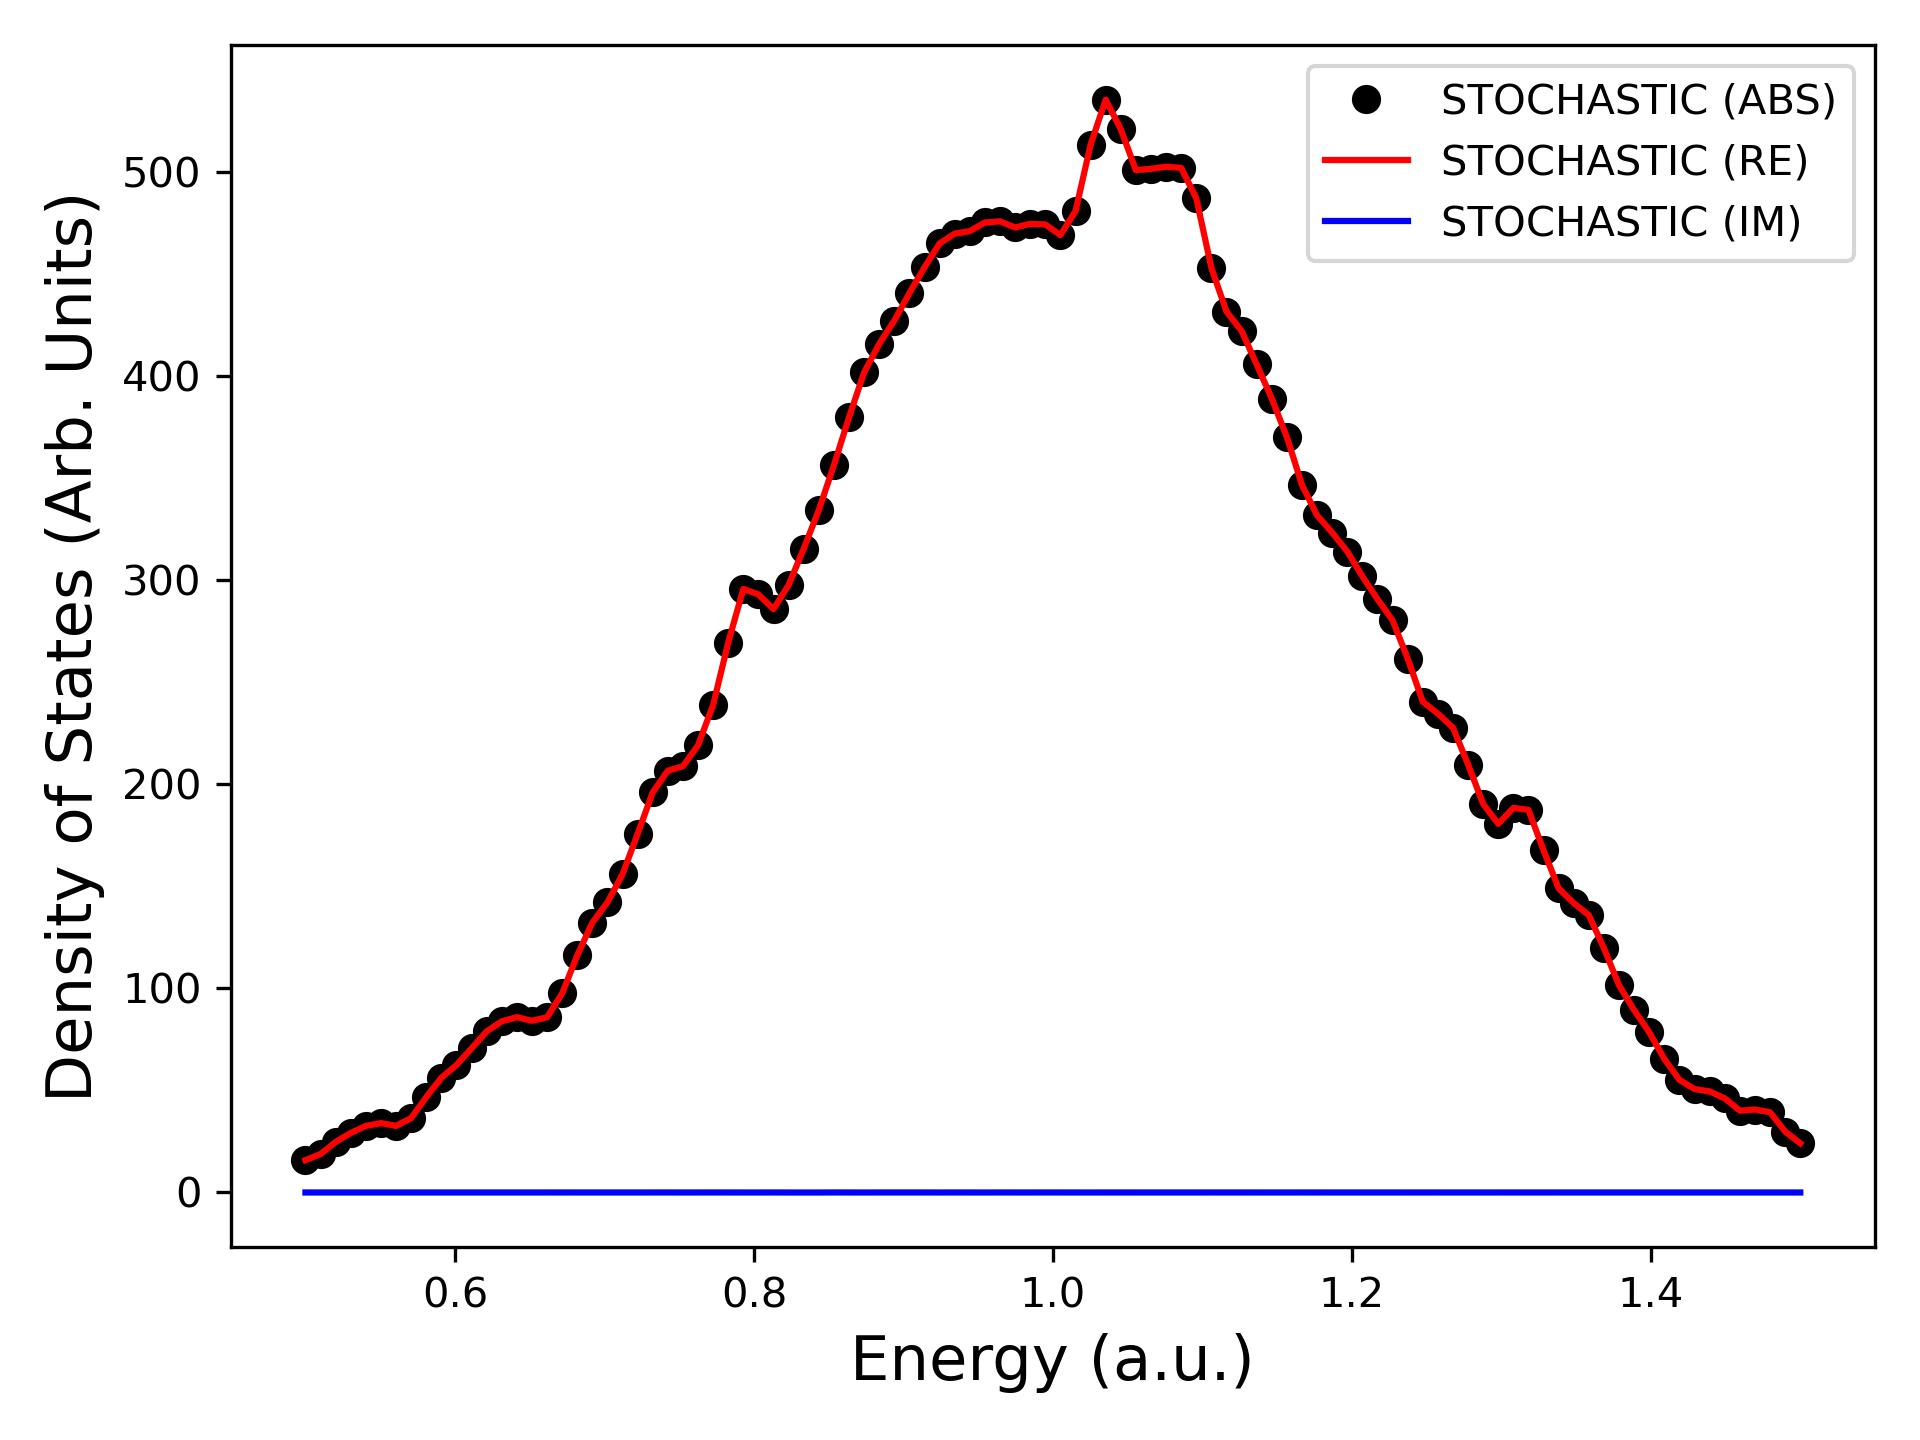 Density of States (Arb. Units)
500
400
300
200
100
0
STOCHASTIC (ABS)
STOCHASTIC (RE)
STOCHASTIC (IM)
0.6 0.8 1.0 1.2 1.4
Energy (a.u.)